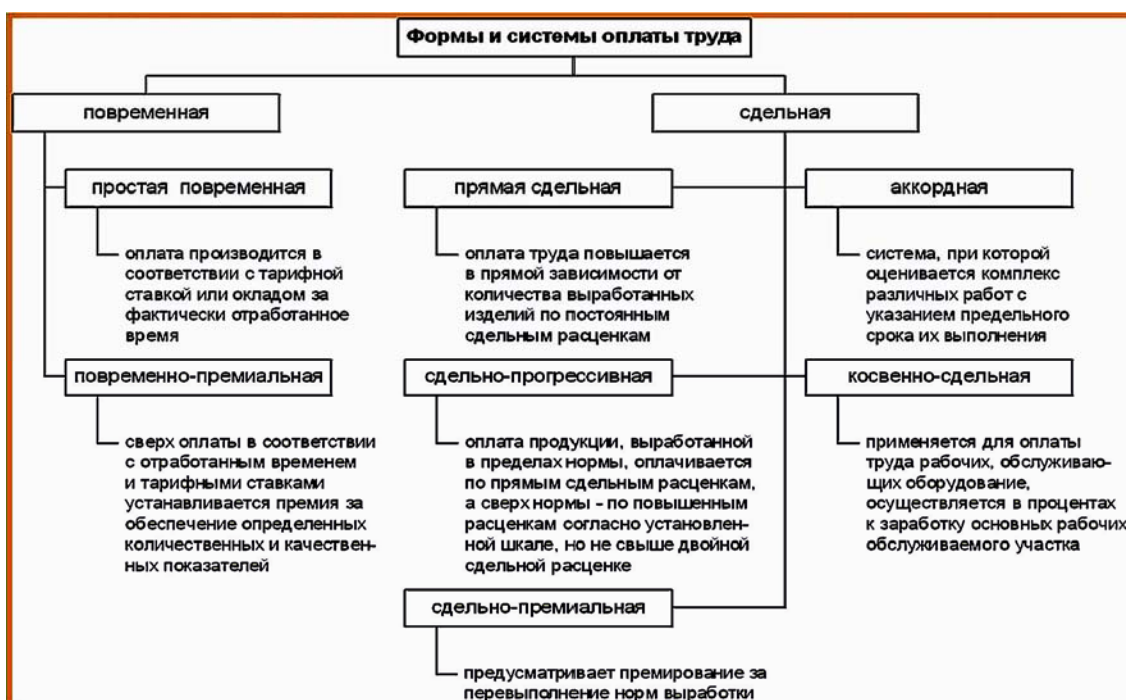 Формы и системы оплаты труда
повременная
сдельная
простая повременная
оплата производится в
соответствии с тарифной
ставкой или окладом за
фактически отработанное
время
повременно-премиальная
сверх оплаты в соответствии
с отработанным временем
и тарифными ставками
устанавливается премия за
обеспечение определенных
количественных и качествен-
ных показателей
прямая сдельная
оплата труда повышается
в прямой зависимости от
количества выработанных
изделий по постоянным
сдельным расценкам
сдельно-прогрессивная
оплата продукции, выработанной
в пределах нормы, оплачивается
по прямым сдельным расценкам,
а сверх нормы - по повышенным
расценкам согласно установлен-
ной шкале, но не свыше двойной
сдельной расценке
сдельно-премиальная
предусматривает премирование за
перевыполнение норм выработки
аккордная
система, при которой
оценивается комплекс
различных работ с
указанием предельного
срока их выполнения
косвенно-сдельная
применяется для оплаты
труда рабочих, обслуживаю-
щих оборудование,
осуществляется в процентах
к заработку основных рабочих
обслуживаемого участка